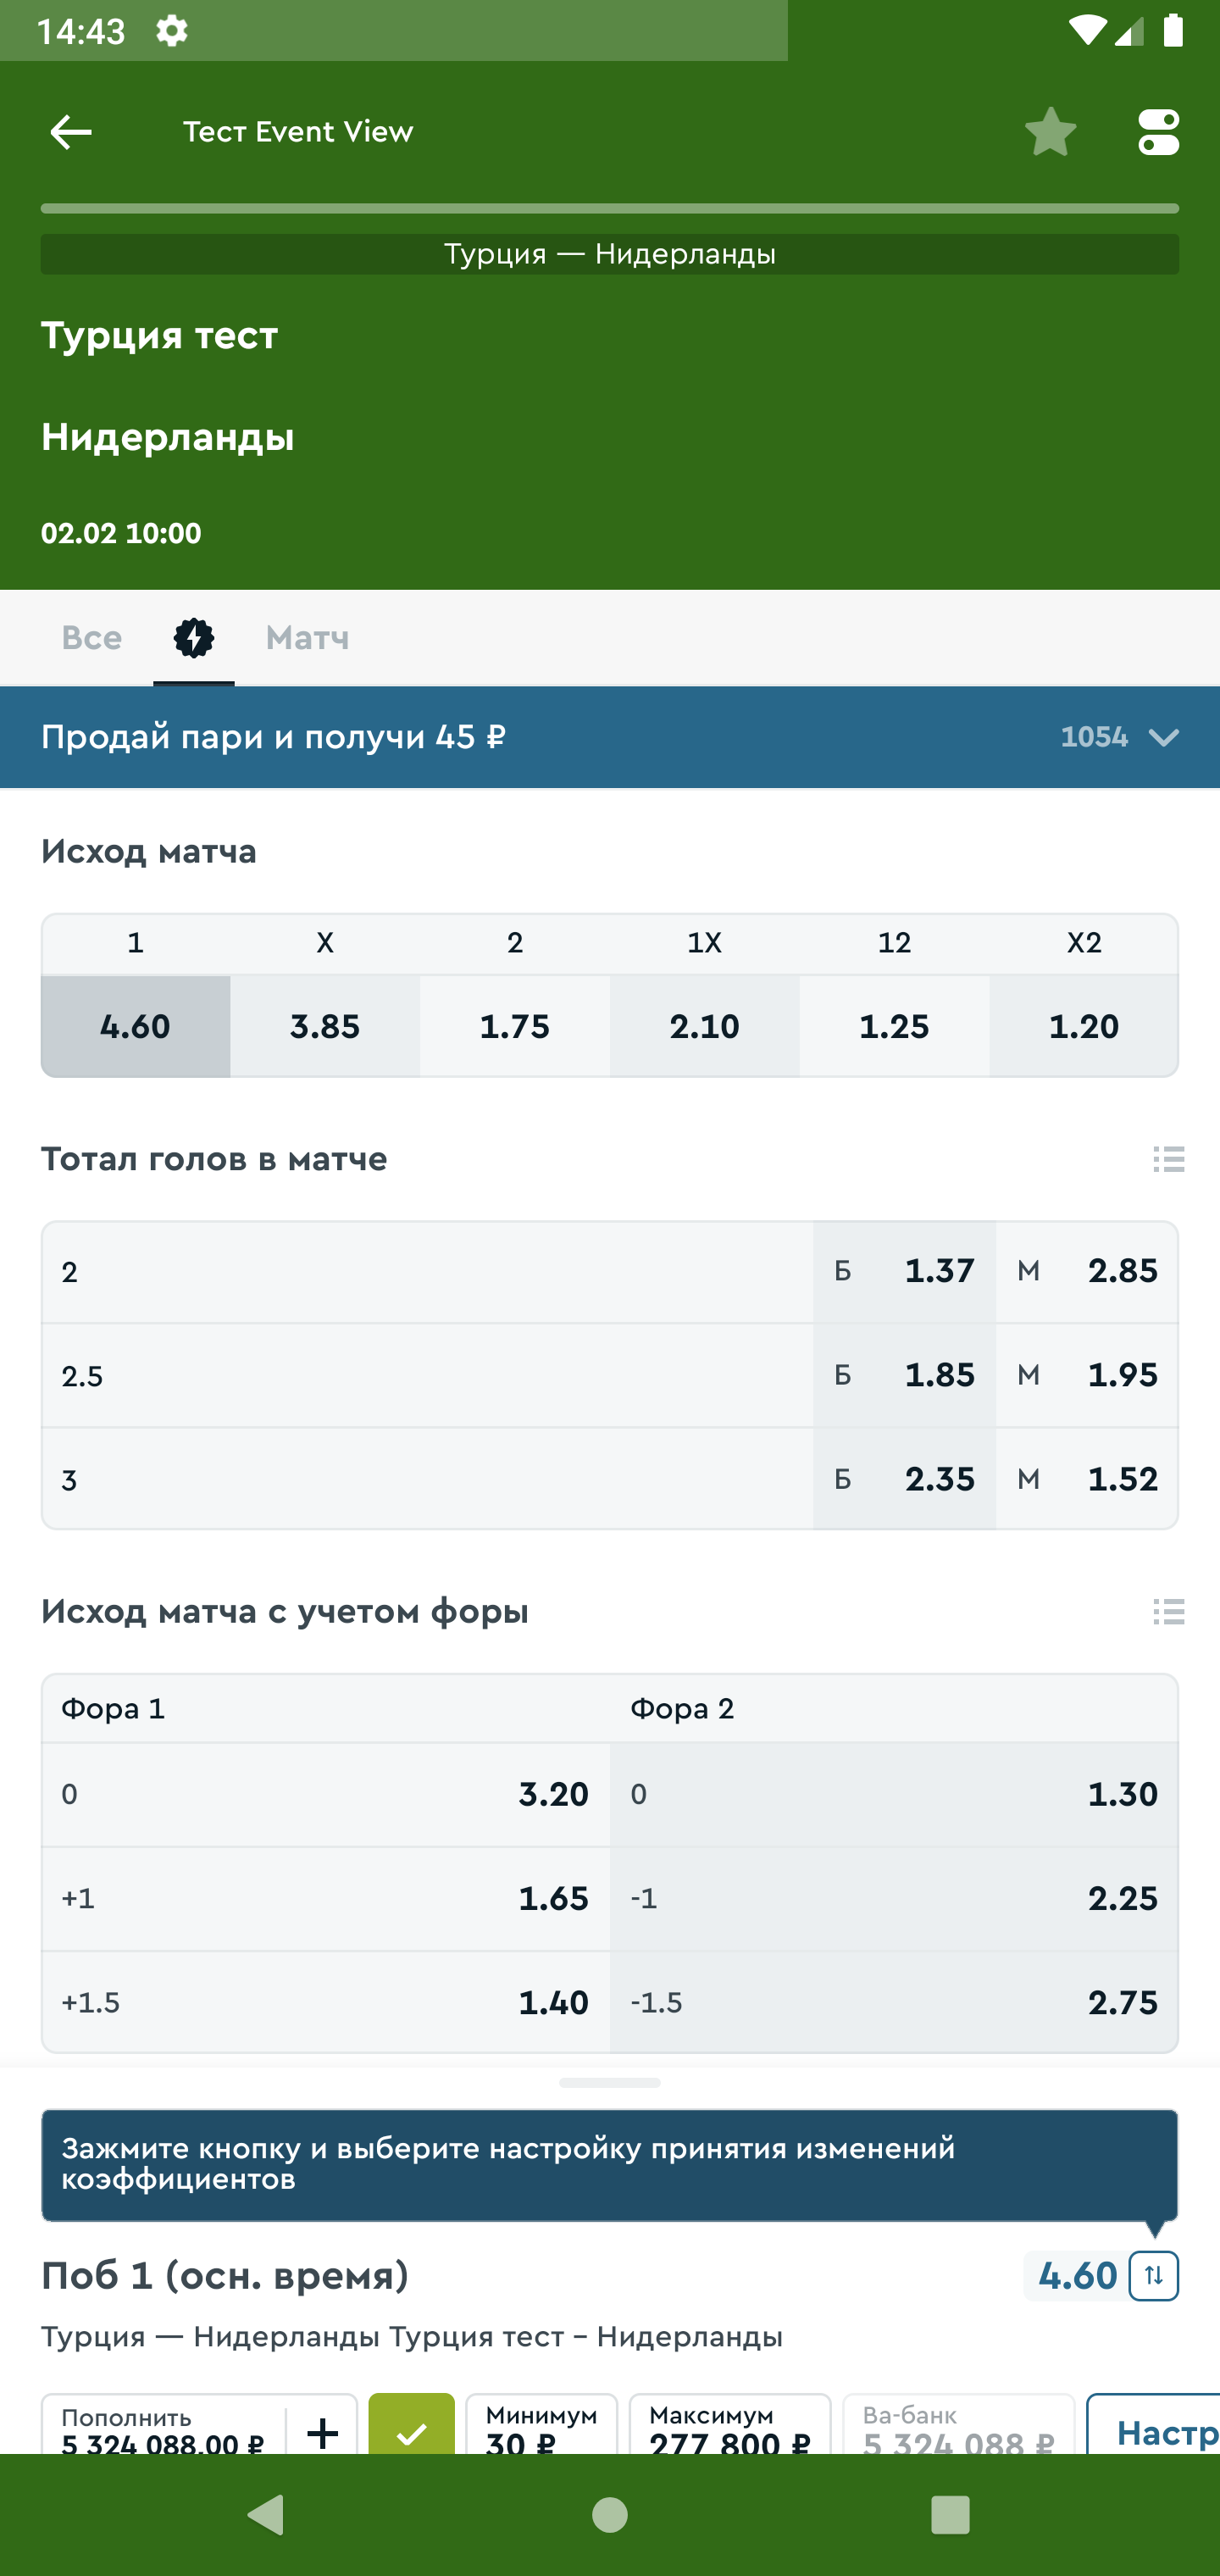 14:43
Тест Event View
Турция — Нидерланды
Турция тест
Нидерланды
02.02 10:00
Все
Матч
Продай пари и получи 45 ₽ 1054
Исход матча
1 X 2 1X 12 X2
4.60 3.85 1.75 2.10 1.25 1.20
Тотал голов в матче
2 Б 1.37 М 2.85
2.5 Б 1.85 М 1.95
3 Б 2.35 М 1.52
Исход матча с учетом форы
Фора 1 Фора 2
0 3.20 0 1.30
+1 1.65 -1 2.25
+1.5 1.40 -1.5 2.75
Зажмите кнопку и выберите настройку принятия изменений
коэффициентов
Поб 1 (осн. время) 4.60
Турция — Нидерланды Турция тест – Нидерланды
Пополнить Минимум Максимум Ва-банк Настр
5 324 088,00 ₽ 30 ₽ 277 800 ₽ 5 324 088 ₽